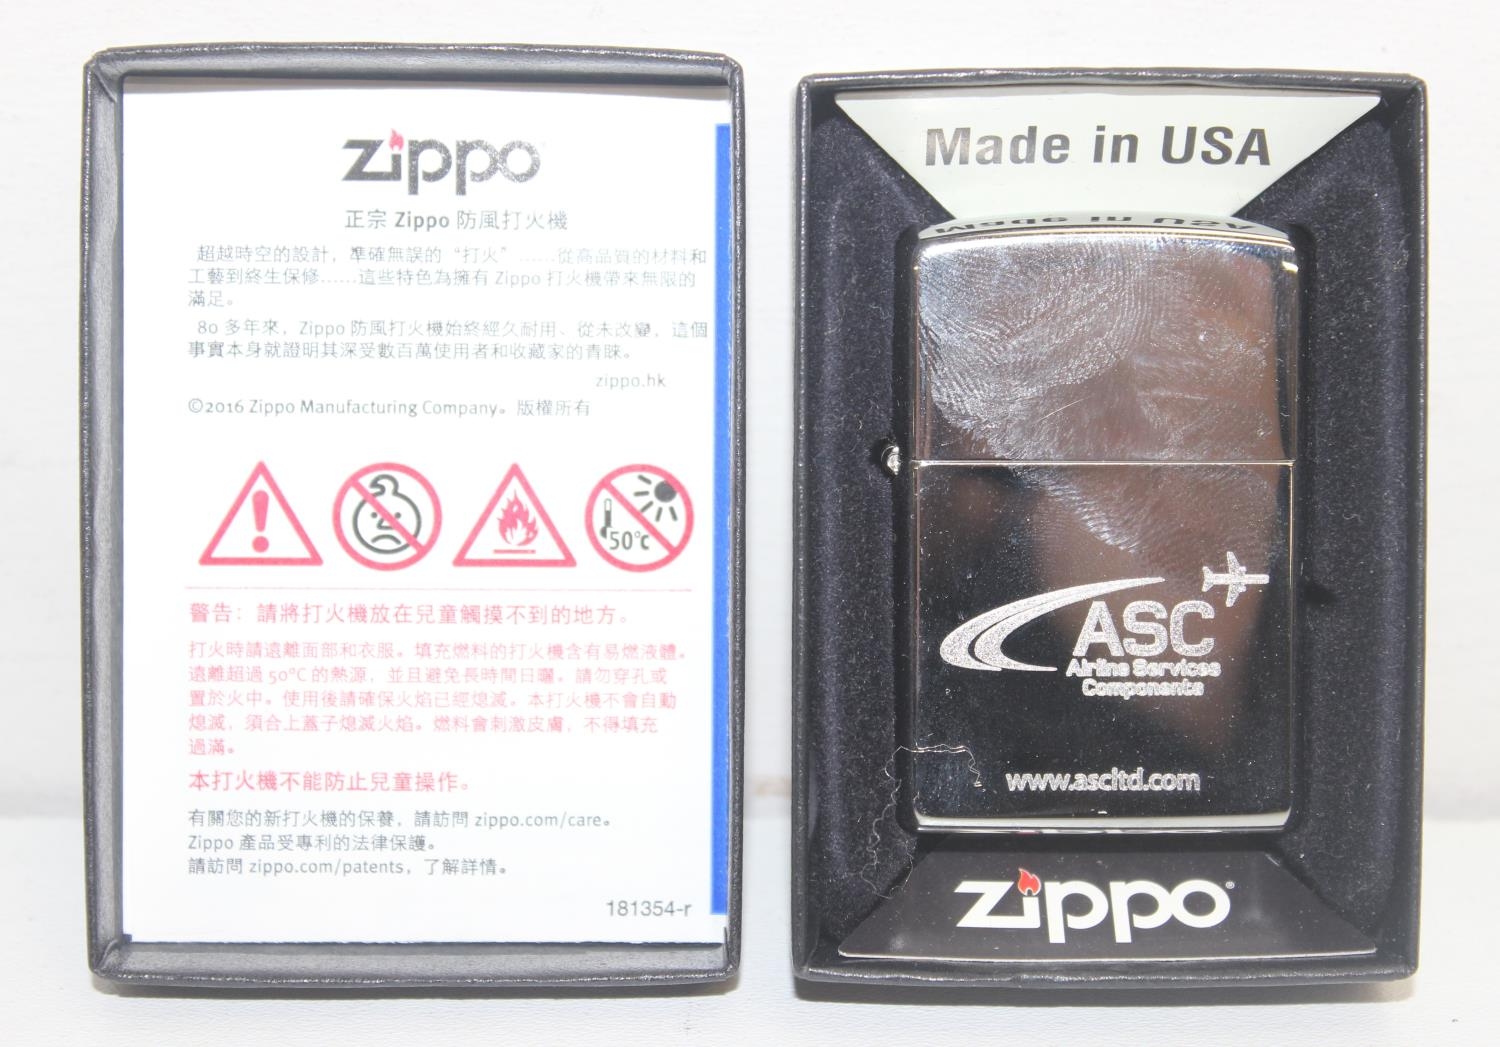 zippo
正宗 Zippo 防風打火機
超越時空的設計，準確無誤的“打火”……從高品質的材料和
工藝到終生保修……這些特色為擁有 Zippo 打火機帶來無限的
滿足。
80 多年來，Zippo 防風打火機始終經久耐用、從未改變，這個
事實本身就證明其深受數百萬使用者和收藏家的青睞。
zippo.hk
©2016 Zippo Manufacturing Company。版權所有
50°C
警告：請將打火機放在兒童觸摸不到的地方。
打火時請遠離面部和衣服。填充燃料的打火機含有易燃液體。
遠離超過 50°C 的熱源，並且避免長時間日曬。請勿穿孔或
置於火中。使用後請確保火焰已經熄滅。本打火機不會自動
熄滅，須合上蓋子熄滅火焰。燃料會刺激皮膚，不得填充
過滿。
本打火機不能防止兒童操作。
有關您的新打火機的保養，請訪問 zippo.com/care。
Zippo 產品受專利的法律保護。
請訪問 zippo.com/patents，了解詳情。
181354-r
Made in USA
ASC
Airline Services
Components
www.ascltd.com
zippo®